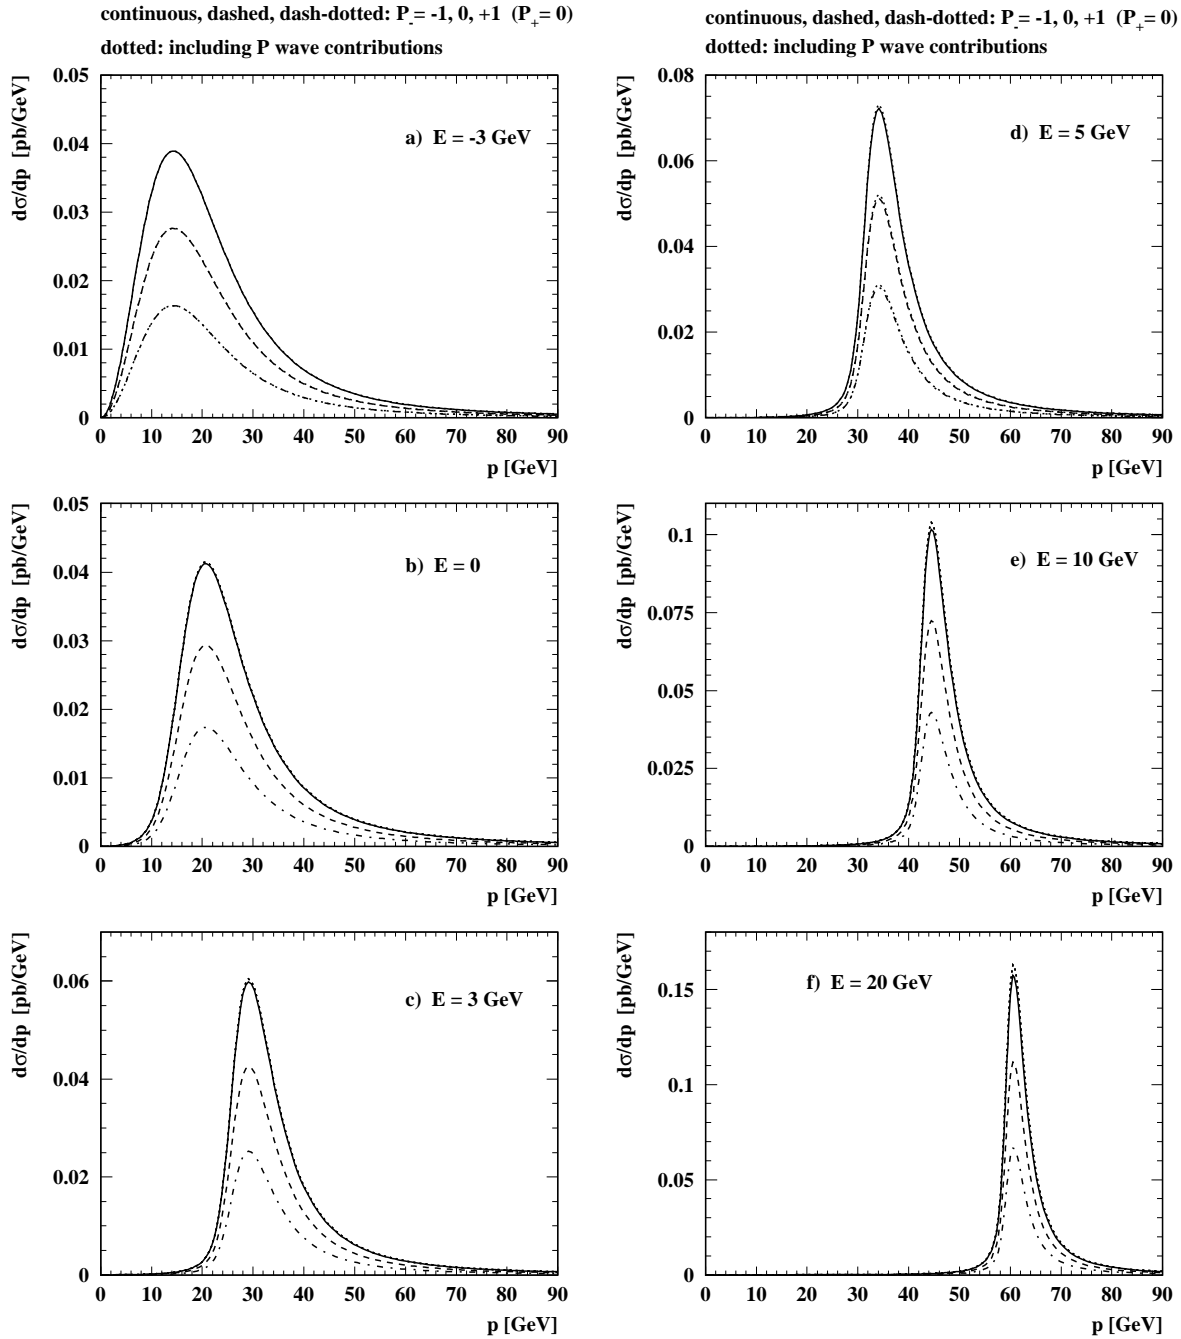 continuous, dashed, dash-dotted: P_-= -1, 0, +1 (P_+= 0)
dotted: including P wave contributions
dσ/dp [pb/GeV]
a) E = -3 GeV
0.05
0.04
0.03
0.02
0.01
0
0 10 20 30 40 50 60 70 80 90
p [GeV]
dσ/dp [pb/GeV]
b) E = 0
0.05
0.04
0.03
0.02
0.01
0
0 10 20 30 40 50 60 70 80 90
p [GeV]
dσ/dp [pb/GeV]
c) E = 3 GeV
0.06
0.04
0.02
0
0 10 20 30 40 50 60 70 80 90
p [GeV]
continuous, dashed, dash-dotted: P_-= -1, 0, +1 (P_+= 0)
dotted: including P wave contributions
dσ/dp [pb/GeV]
d) E = 5 GeV
0.08
0.06
0.04
0.02
0
0 10 20 30 40 50 60 70 80 90
p [GeV]
dσ/dp [pb/GeV]
e) E = 10 GeV
0.1
0.075
0.05
0.025
0
0 10 20 30 40 50 60 70 80 90
p [GeV]
dσ/dp [pb/GeV]
f) E = 20 GeV
0.15
0.1
0.05
0
0 10 20 30 40 50 60 70 80 90
p [GeV]